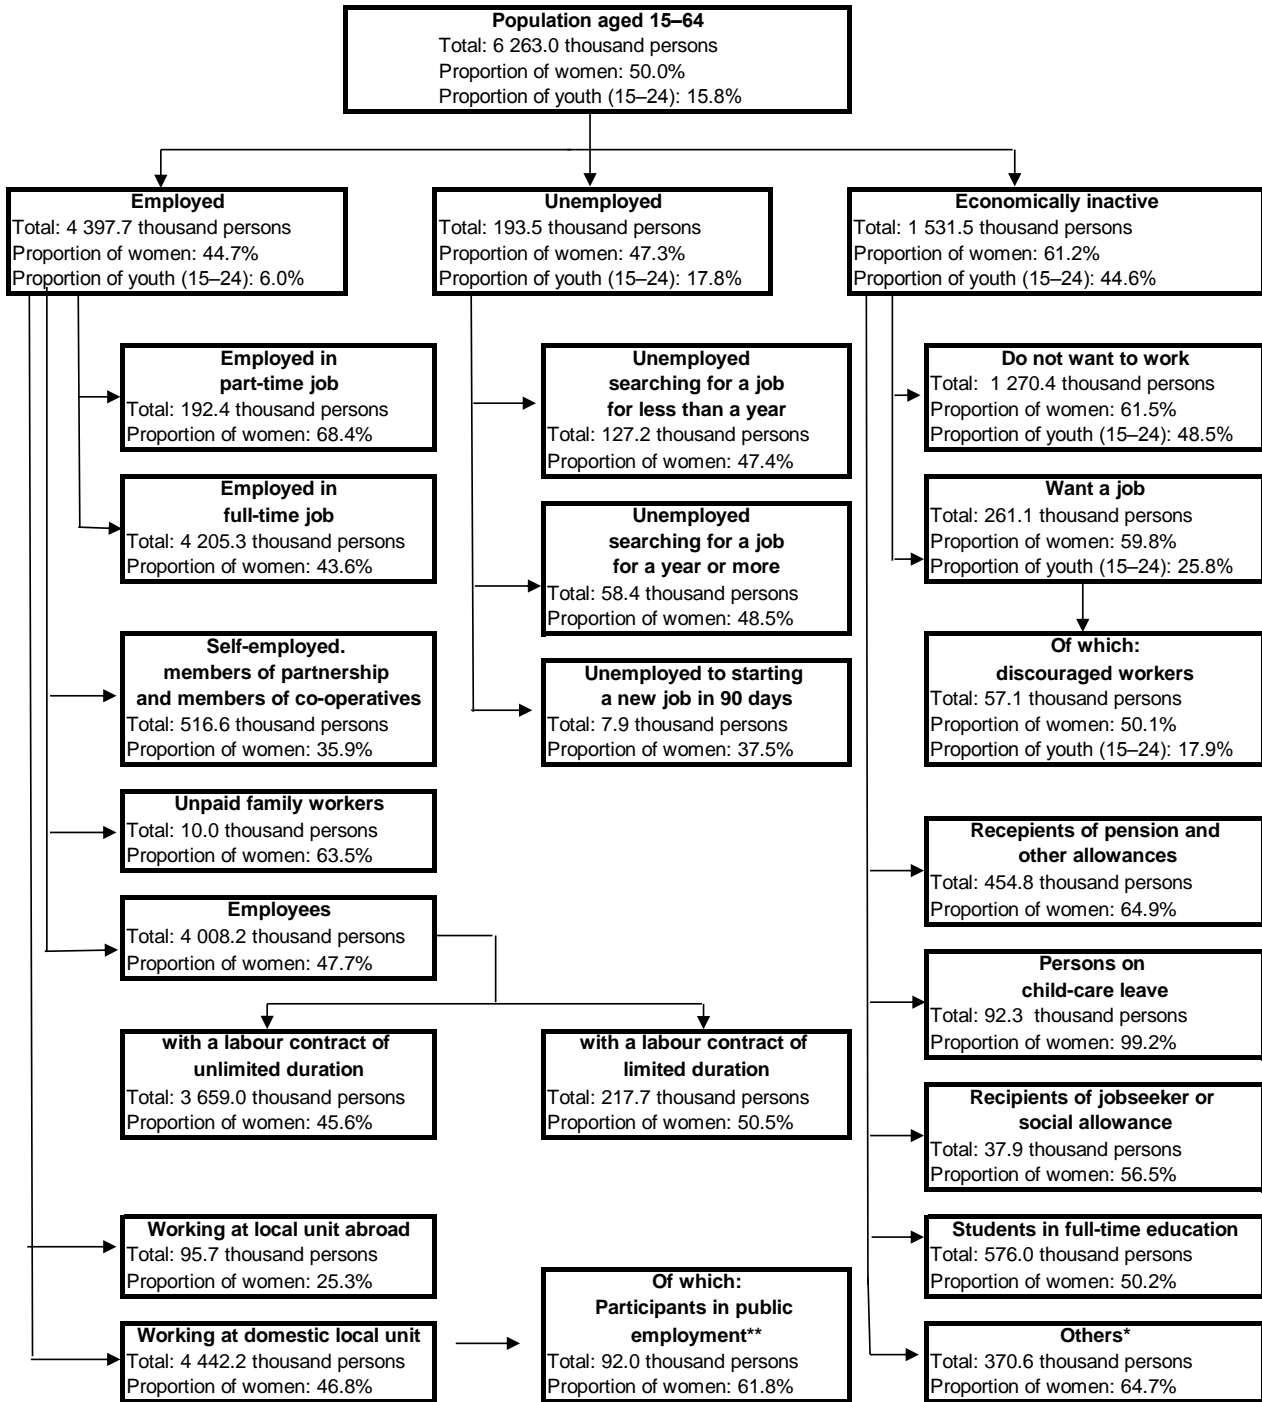 Population aged 15–64
Total: 6 263.0 thousand persons
Proportion of women: 50.0%
Proportion of youth (15–24): 15.8%
Employed
Total: 4 397.7 thousand persons
Proportion of women: 44.7%
Proportion of youth (15–24): 6.0%
Unemployed
Total: 193.5 thousand persons
Proportion of women: 47.3%
Proportion of youth (15–24): 17.8%
Economically inactive
Total: 1 531.5 thousand persons
Proportion of women: 61.2%
Proportion of youth (15–24): 44.6%
Employed in
part-time job
Total: 192.4 thousand persons
Proportion of women: 68.4%
Employed in
full-time job
Total: 4 205.3 thousand persons
Proportion of women: 43.6%
Self-employed.
members of partnership
and members of co-operatives
Total: 516.6 thousand persons
Proportion of women: 35.9%
Unpaid family workers
Total: 10.0 thousand persons
Proportion of women: 63.5%
Employees
Total: 4 008.2 thousand persons
Proportion of women: 47.7%
with a labour contract of
unlimited duration
Total: 3 659.0 thousand persons
Proportion of women: 45.6%
with a labour contract of
limited duration
Total: 217.7 thousand persons
Proportion of women: 50.5%
Working at local unit abroad
Total: 95.7 thousand persons
Proportion of women: 25.3%
Working at domestic local unit
Total: 4 442.2 thousand persons
Proportion of women: 46.8%
Of which:
Participants in public
employment**
Total: 92.0 thousand persons
Proportion of women: 61.8%
Unemployed
searching for a job
for less than a year
Total: 127.2 thousand persons
Proportion of women: 47.4%
Unemployed
searching for a job
for a year or more
Total: 58.4 thousand persons
Proportion of women: 48.5%
Unemployed to starting
a new job in 90 days
Total: 7.9 thousand persons
Proportion of women: 37.5%
Do not want to work
Total: 1 270.4 thousand persons
Proportion of women: 61.5%
Proportion of youth (15–24): 48.5%
Want a job
Total: 261.1 thousand persons
Proportion of women: 59.8%
Proportion of youth (15–24): 25.8%
Of which:
discouraged workers
Total: 57.1 thousand persons
Proportion of women: 50.1%
Proportion of youth (15–24): 17.9%
Recepients of pension and
other allowances
Total: 454.8 thousand persons
Proportion of women: 64.9%
Persons on
child-care leave
Total: 92.3 thousand persons
Proportion of women: 99.2%
Recipients of jobseeker or
social allowance
Total: 37.9 thousand persons
Proportion of women: 56.5%
Students in full-time education
Total: 576.0 thousand persons
Proportion of women: 50.2%
Others*
Total: 370.6 thousand persons
Proportion of women: 64.7%